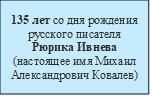 135 лет со дня рождения
русского писателя
Рюрика Ивнева
(настоящее имя Михаил
Александрович Ковалев)